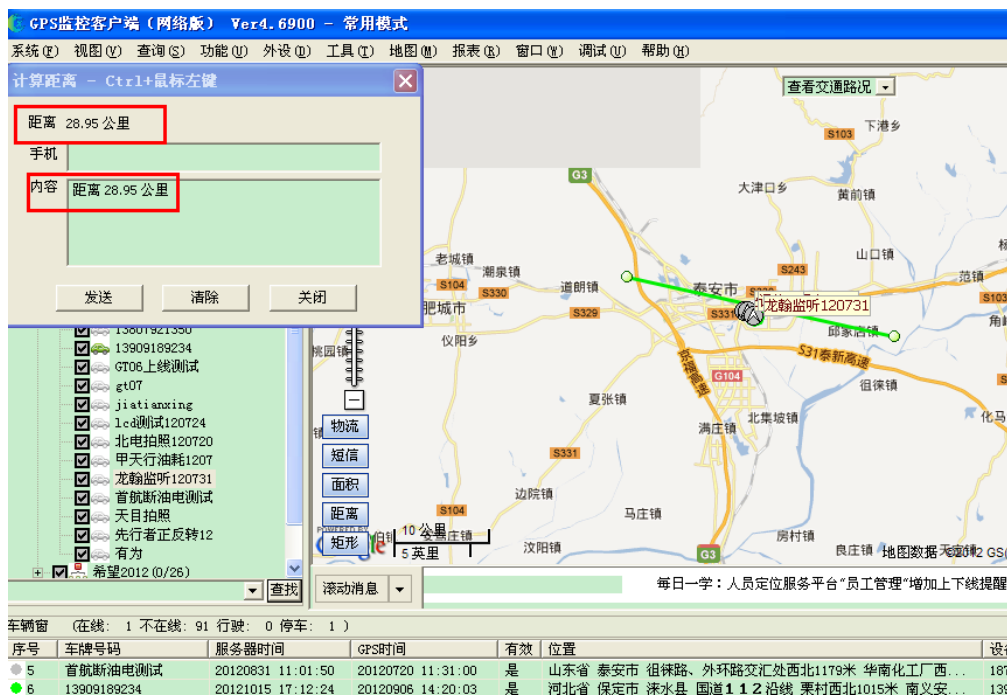 GPS监控客户端（网络版） Ver4.6900 - 常用模式
系统(F) 视图(V) 查询(S) 功能(U) 外设(D) 工具(T) 地图(M) 报表(R) 窗口(W) 调试(U) 帮助(H)
计算距离 - Ctrl+鼠标左键
距离 28.95 公里
手机
内容 距离 28.95 公里
发送 清除 关闭
查看交通路况
S103 下港乡
G3
大津口乡
黄前镇
老城镇
潮泉镇
山口镇
S243
范镇
S104 S330
道朗镇
泰安市
S103
肥城市
S329
S331
龙翰监听120731
邱家店镇
仪阳乡
桃园镇
S31泰新高速
京福高速
G104
徂徕镇
夏张镇
北集坡镇
满庄镇
化马
S331
边院镇
马庄镇
S104
安驾庄镇
汶阳镇
房村镇
良庄镇
G3
天宝镇
13801921350
13909189234
GT06上线测试
gt07
jiatianxing
lcd测试120724
北电拍照120720
甲天行油耗1207
龙翰监听120731
首航断油电测试
天目拍照
先行者正反转12
有为
希望2012 (0/26)
查找
物流
短信
面积
距离
矩形
POWERED BY
10 公里
5 英里
地图数据 ©2012 GS(
滚动消息
每日一学：人员定位服务平台“员工管理”增加上下线提醒
车辆窗 (在线: 1 不在线: 91 行驶: 0 停车: 1 )
序号 车牌号码 服务器时间 GPS时间 有效 位置
5 首航断油电测试 20120831 11:01:50 20120720 11:31:00 是 山东省 泰安市 徂徕路、外环路交汇处西北1179米 华南化工厂西... 187
6 13909189234 20121015 17:12:24 20120906 14:20:03 是 河北省 保定市 涞水县 国道112沿线 栗村西北1015米 南义安... 139